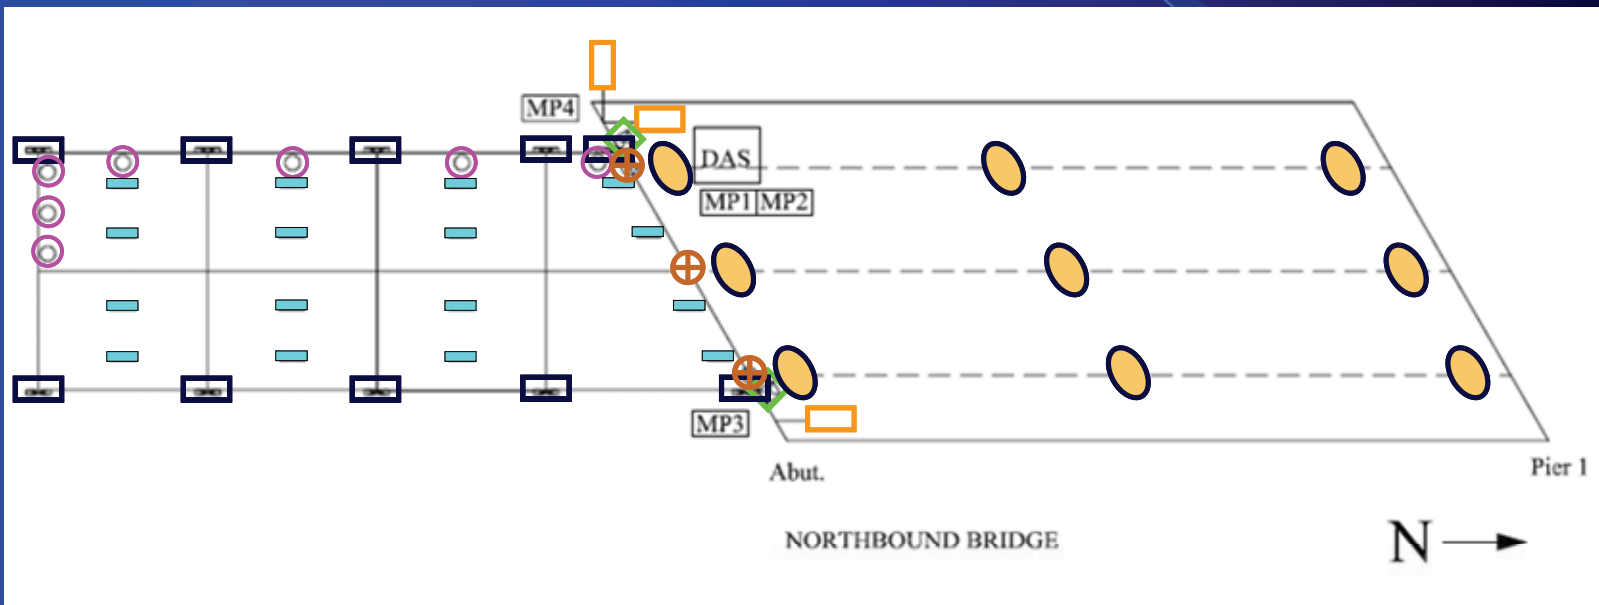 MP4
DAS
MP1 MP2
MP3
Abut.
Pier 1
NORTHBOUND BRIDGE
N